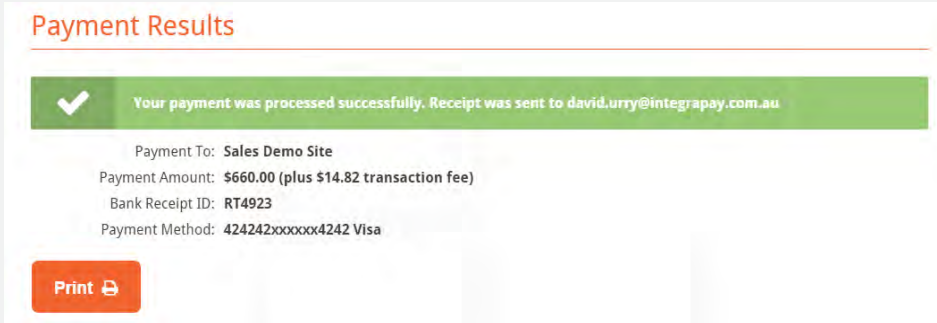 Payment Results
Your payment was processed successfully. Receipt was sent to david.urry@integrapay.com.au
Payment To: Sales Demo Site
Payment Amount: $660.00 (plus $14.82 transaction fee)
Bank Receipt ID: RT4923
Payment Method: 424242xxxxxx4242 Visa
Print